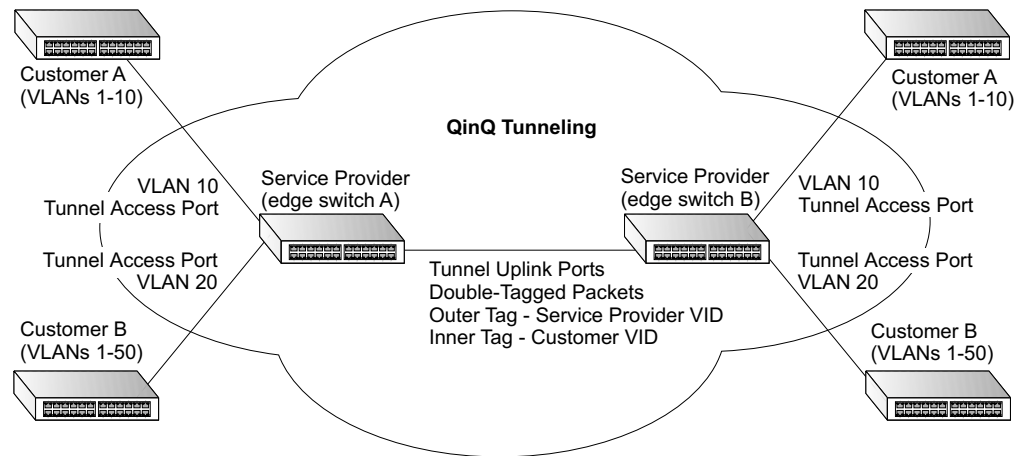 Customer A
(VLANs 1-10)
Customer A
(VLANs 1-10)
QinQ Tunneling
VLAN 10
Tunnel Access Port
Service Provider
(edge switch A)
Service Provider
(edge switch B)
VLAN 10
Tunnel Access Port
Tunnel Access Port
VLAN 20
Tunnel Uplink Ports
Double-Tagged Packets
Outer Tag - Service Provider VID
Inner Tag - Customer VID
Tunnel Access Port
VLAN 20
Customer B
(VLANs 1-50)
Customer B
(VLANs 1-50)